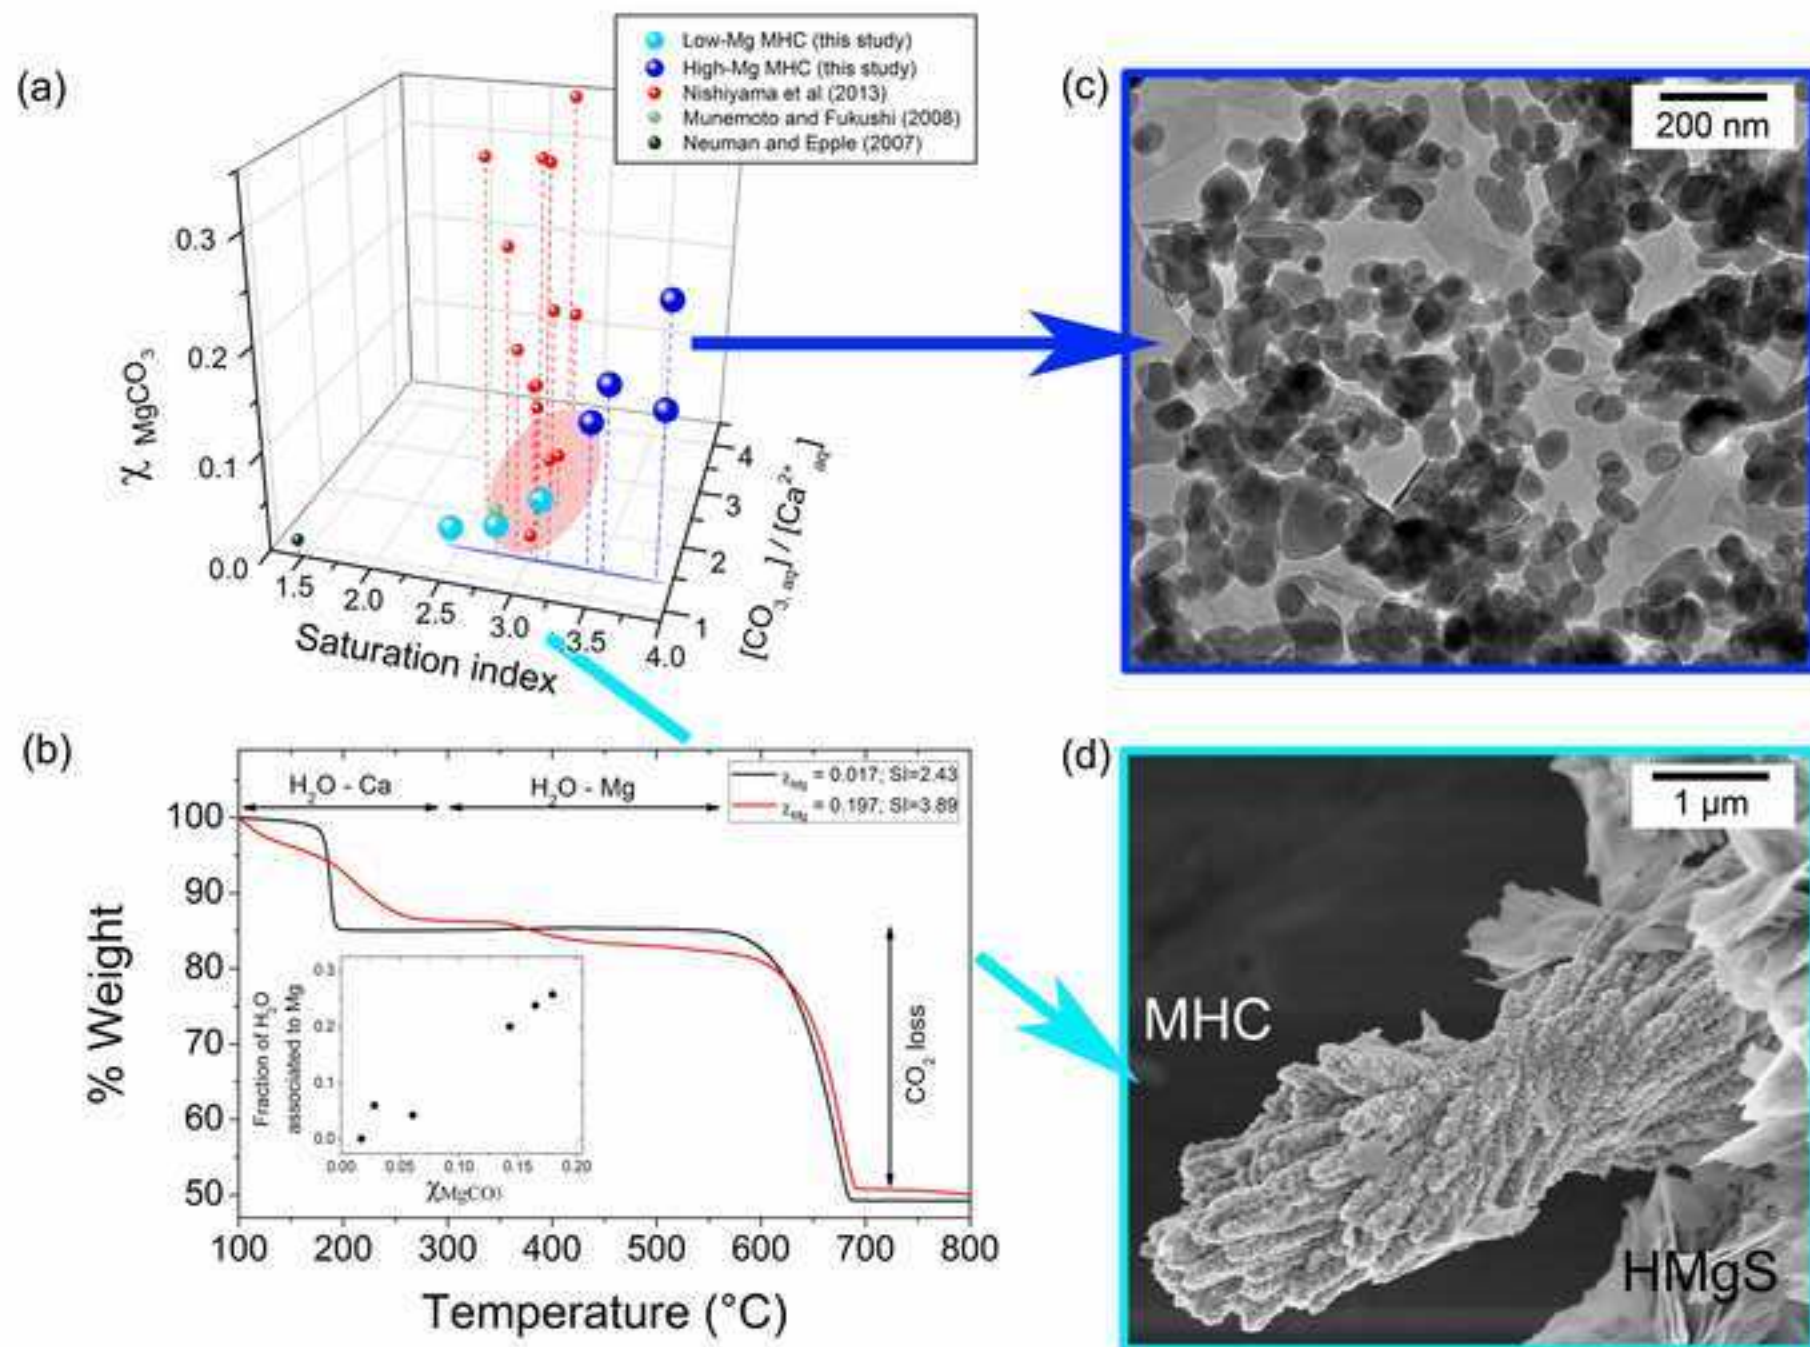 (a)
Low-Mg MHC (this study)
High-Mg MHC (this study)
Nishiyama et al (2013)
Munemoto and Fukushi (2008)
Neuman and Epple (2007)
χ MgCO₃
0.3
0.2
0.1
0.0
1.5
2.0
2.5
3.0
3.5
4.0
Saturation index
1
2
3
4
[CO₃, aq] / [Ca²⁺ aq]
(b)
H₂O - Ca
H₂O - Mg
= 0.017; SI=2.43
= 0.197; SI=3.89
% Weight
100
90
80
70
60
50
CO₂ loss
Fraction of H₂O
associated to Mg
0.3
0.2
0.1
0.0
0.00 0.05 0.10 0.15 0.20
χMgCO3
100 200 300 400 500 600 700 800
Temperature (°C)
(c)
200 nm
(d)
1 µm
MHC
HMgS